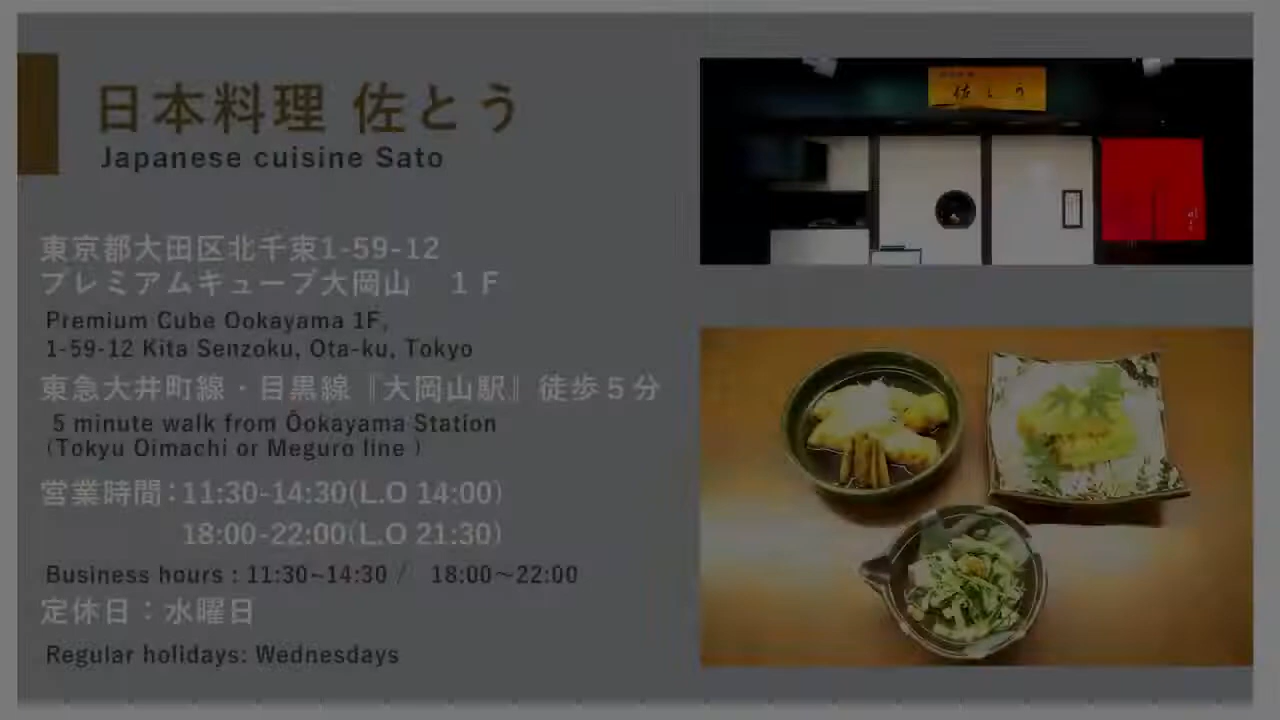 日本料理 佐とう
Japanese cuisine Sato
東京都大田区北千束1-59-12
プレミアムキューブ大岡山 1F
Premium Cube Ookayama 1F,
1-59-12 Kita Senzoku, Ota-ku, Tokyo
東急大井町線・目黒線『大岡山駅』徒歩5分
5 minute walk from Ōokayama Station
(Tokyu Oimachi or Meguro line )
営業時間:11:30-14:30(L.O 14:00)
18:00-22:00(L.O 21:30)
Business hours : 11:30~14:30 / 18:00～22:00
定休日：水曜日
Regular holidays: Wednesdays
佐とう